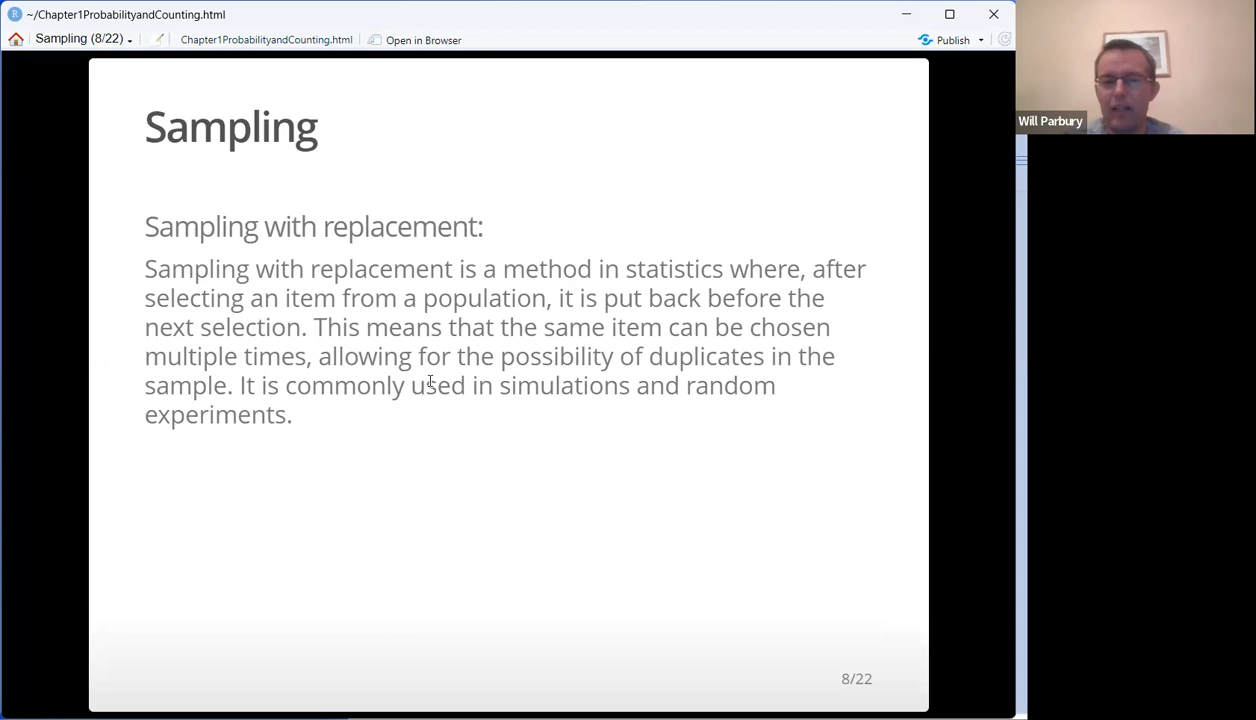 ~/Chapter1ProbabilityandCounting.html
Sampling (8/22)
Chapter1ProbabilityandCounting.html
Open in Browser
Publish
Will Parbury
Sampling
Sampling with replacement:
Sampling with replacement is a method in statistics where, after
selecting an item from a population, it is put back before the
next selection. This means that the same item can be chosen
multiple times, allowing for the possibility of duplicates in the
sample. It is commonly used in simulations and random
experiments.
8/22